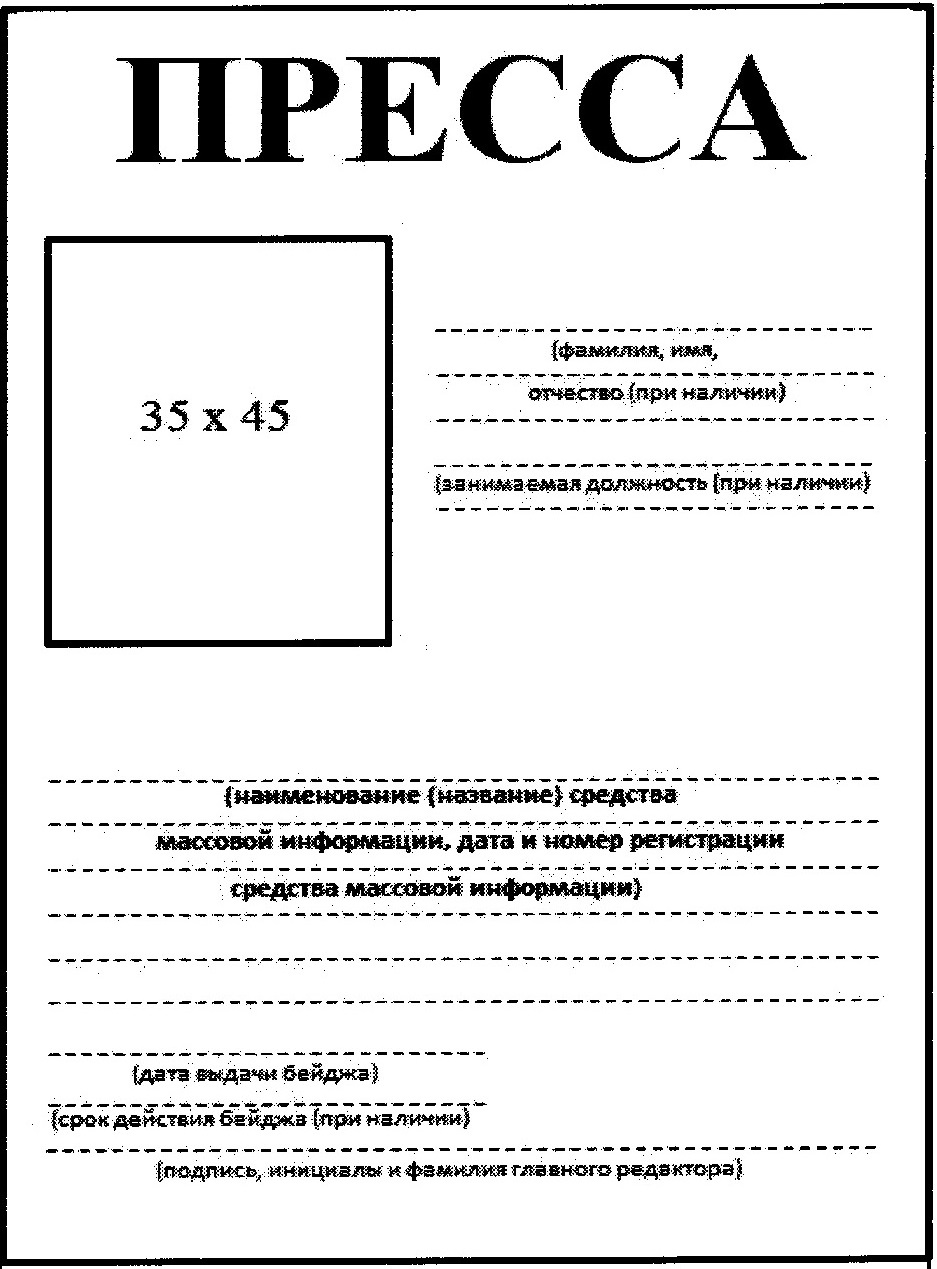 ПРЕССА
35 x 45
(фамилия, имя,
отчество (при наличии)
(занимаемая должность (при наличии)
(наименование (название) средства
массовой информации, дата и номер регистрации
средства массовой информации)
(дата выдачи бейджа)
(срок действия бейджа (при наличии)
(подпись, инициалы и фамилия главного редактора)